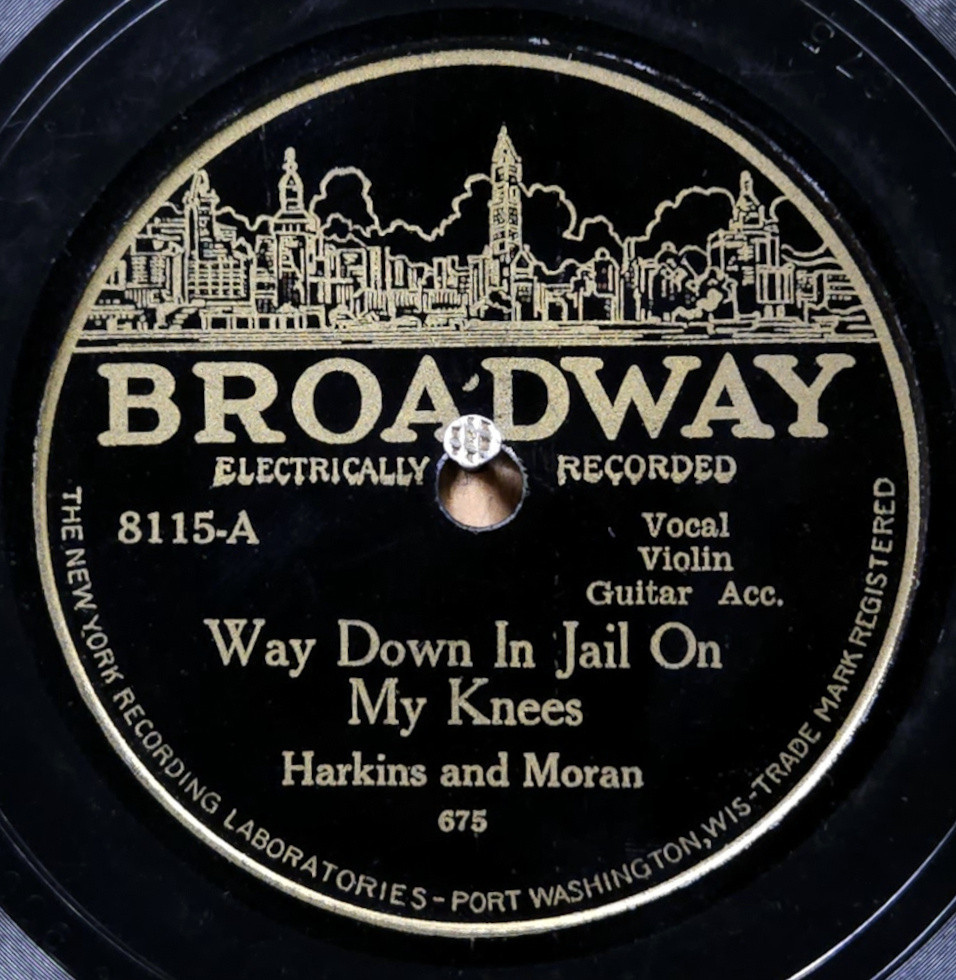 BROADWAY
ELECTRICALLY RECORDED
8115-A
Vocal
Violin
Guitar Acc.
Way Down In Jail On
My Knees
Harkins and Moran
675
THE NEW YORK RECORDING LABORATORIES - PORT WASHINGTON, WIS - TRADE MARK REGISTERED
675